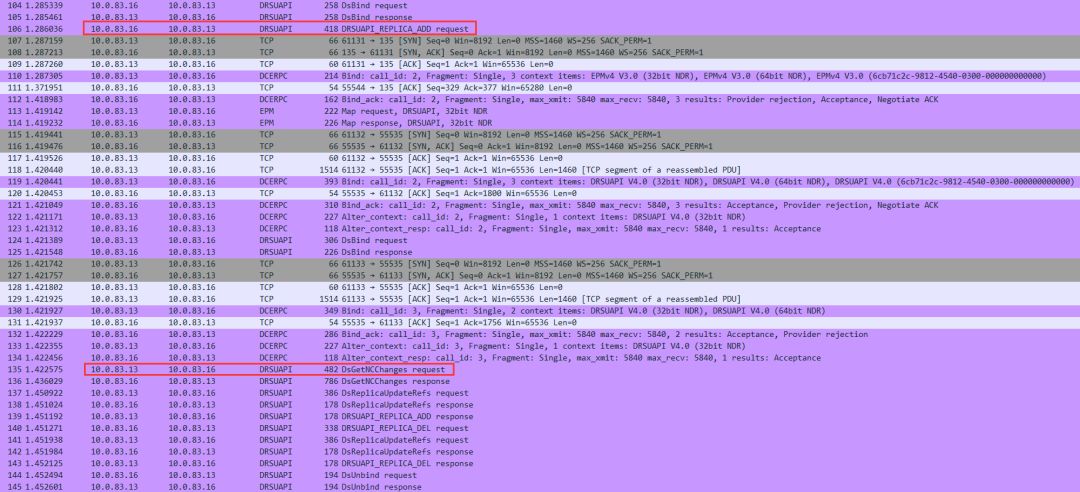 104 1.285339 10.0.83.16 10.0.83.13 DRSUAPI 258 DsBind request
105 1.285461 10.0.83.13 10.0.83.16 DRSUAPI 258 DsBind response
106 1.286036 10.0.83.16 10.0.83.13 DRSUAPI 418 DRSUAPI_REPLICA_ADD request
107 1.287159 10.0.83.13 10.0.83.16 TCP 66 61131 → 135 [SYN] Seq=0 Win=8192 Len=0 MSS=1460 WS=256 SACK_PERM=1
108 1.287213 10.0.83.16 10.0.83.13 TCP 66 135 → 61131 [SYN, ACK] Seq=0 Ack=1 Win=8192 Len=0 MSS=1460 WS=256 SACK_PERM=1
109 1.287260 10.0.83.13 10.0.83.16 TCP 60 61131 → 135 [ACK] Seq=1 Ack=1 Win=65536 Len=0
110 1.287305 10.0.83.13 10.0.83.16 DCERPC 214 Bind: call_id: 2, Fragment: Single, 3 context items: EPMv4 V3.0 (32bit NDR), EPMv4 V3.0 (64bit NDR), EPMv4 V3.0 (6cb71c2c-9812-4540-0300-000000000000)
111 1.371951 10.0.83.16 10.0.83.13 TCP 54 55544 → 135 [ACK] Seq=329 Ack=377 Win=65280 Len=0
112 1.418983 10.0.83.16 10.0.83.13 DCERPC 162 Bind_ack: call_id: 2, Fragment: Single, max_xmit: 5840 max_recv: 5840, 3 results: Provider rejection, Acceptance, Negotiate ACK
113 1.419142 10.0.83.13 10.0.83.16 EPM 222 Map request, DRSUAPI, 32bit NDR
114 1.419232 10.0.83.16 10.0.83.13 EPM 226 Map response, DRSUAPI, 32bit NDR
115 1.419441 10.0.83.13 10.0.83.16 TCP 66 61132 → 55535 [SYN] Seq=0 Win=8192 Len=0 MSS=1460 WS=256 SACK_PERM=1
116 1.419476 10.0.83.16 10.0.83.13 TCP 66 55535 → 61132 [SYN, ACK] Seq=0 Ack=1 Win=8192 Len=0 MSS=1460 WS=256 SACK_PERM=1
117 1.419526 10.0.83.13 10.0.83.16 TCP 60 61132 → 55535 [ACK] Seq=1 Ack=1 Win=65536 Len=0
118 1.420440 10.0.83.13 10.0.83.16 TCP 1514 61132 → 55535 [ACK] Seq=1 Ack=1 Win=65536 Len=1460 [TCP segment of a reassembled PDU]
119 1.420441 10.0.83.13 10.0.83.16 DCERPC 393 Bind: call_id: 2, Fragment: Single, 3 context items: DRSUAPI V4.0 (32bit NDR), DRSUAPI V4.0 (64bit NDR), DRSUAPI V4.0 (6cb71c2c-9812-4540-0300-000000000000)
120 1.420453 10.0.83.16 10.0.83.13 TCP 54 55535 → 61132 [ACK] Seq=1 Ack=1800 Win=65536 Len=0
121 1.421049 10.0.83.16 10.0.83.13 DCERPC 310 Bind_ack: call_id: 2, Fragment: Single, max_xmit: 5840 max_recv: 5840, 3 results: Acceptance, Provider rejection, Negotiate ACK
122 1.421171 10.0.83.13 10.0.83.16 DCERPC 227 Alter_context: call_id: 2, Fragment: Single, 1 context items: DRSUAPI V4.0 (32bit NDR)
123 1.421312 10.0.83.16 10.0.83.13 DCERPC 118 Alter_context_resp: call_id: 2, Fragment: Single, max_xmit: 5840 max_recv: 5840, 1 results: Acceptance
124 1.421389 10.0.83.13 10.0.83.16 DRSUAPI 306 DsBind request
125 1.421548 10.0.83.16 10.0.83.13 DRSUAPI 226 DsBind response
126 1.421742 10.0.83.13 10.0.83.16 TCP 66 61133 → 55535 [SYN] Seq=0 Win=8192 Len=0 MSS=1460 WS=256 SACK_PERM=1
127 1.421757 10.0.83.16 10.0.83.13 TCP 66 55535 → 61133 [SYN, ACK] Seq=0 Ack=1 Win=8192 Len=0 MSS=1460 WS=256 SACK_PERM=1
128 1.421802 10.0.83.13 10.0.83.16 TCP 60 61133 → 55535 [ACK] Seq=1 Ack=1 Win=65536 Len=0
129 1.421925 10.0.83.13 10.0.83.16 TCP 1514 61133 → 55535 [ACK] Seq=1 Ack=1 Win=65536 Len=1460 [TCP segment of a reassembled PDU]
130 1.421927 10.0.83.13 10.0.83.16 DCERPC 349 Bind: call_id: 3, Fragment: Single, 2 context items: DRSUAPI V4.0 (32bit NDR), DRSUAPI V4.0 (64bit NDR)
131 1.421937 10.0.83.16 10.0.83.13 TCP 54 55535 → 61133 [ACK] Seq=1 Ack=1756 Win=65536 Len=0
132 1.422229 10.0.83.16 10.0.83.13 DCERPC 286 Bind_ack: call_id: 3, Fragment: Single, max_xmit: 5840 max_recv: 5840, 2 results: Acceptance, Provider rejection
133 1.422355 10.0.83.13 10.0.83.16 DCERPC 227 Alter_context: call_id: 3, Fragment: Single, 1 context items: DRSUAPI V4.0 (32bit NDR)
134 1.422456 10.0.83.16 10.0.83.13 DCERPC 118 Alter_context_resp: call_id: 3, Fragment: Single, max_xmit: 5840 max_recv: 5840, 1 results: Acceptance
135 1.422575 10.0.83.13 10.0.83.16 DRSUAPI 482 DsGetNCChanges request
136 1.436029 10.0.83.16 10.0.83.13 DRSUAPI 786 DsGetNCChanges response
137 1.450922 10.0.83.13 10.0.83.16 DRSUAPI 386 DsReplicaUpdateRefs request
138 1.451024 10.0.83.16 10.0.83.13 DRSUAPI 178 DsReplicaUpdateRefs response
139 1.451192 10.0.83.13 10.0.83.16 DRSUAPI 178 DRSUAPI_REPLICA_ADD response
140 1.451271 10.0.83.16 10.0.83.13 DRSUAPI 338 DRSUAPI_REPLICA_DEL request
141 1.451938 10.0.83.13 10.0.83.16 DRSUAPI 386 DsReplicaUpdateRefs request
142 1.451984 10.0.83.16 10.0.83.13 DRSUAPI 178 DsReplicaUpdateRefs response
143 1.452125 10.0.83.13 10.0.83.16 DRSUAPI 178 DRSUAPI_REPLICA_DEL response
144 1.452494 10.0.83.16 10.0.83.13 DRSUAPI 194 DsUnbind request
145 1.452601 10.0.83.13 10.0.83.16 DRSUAPI 194 DsUnbind response